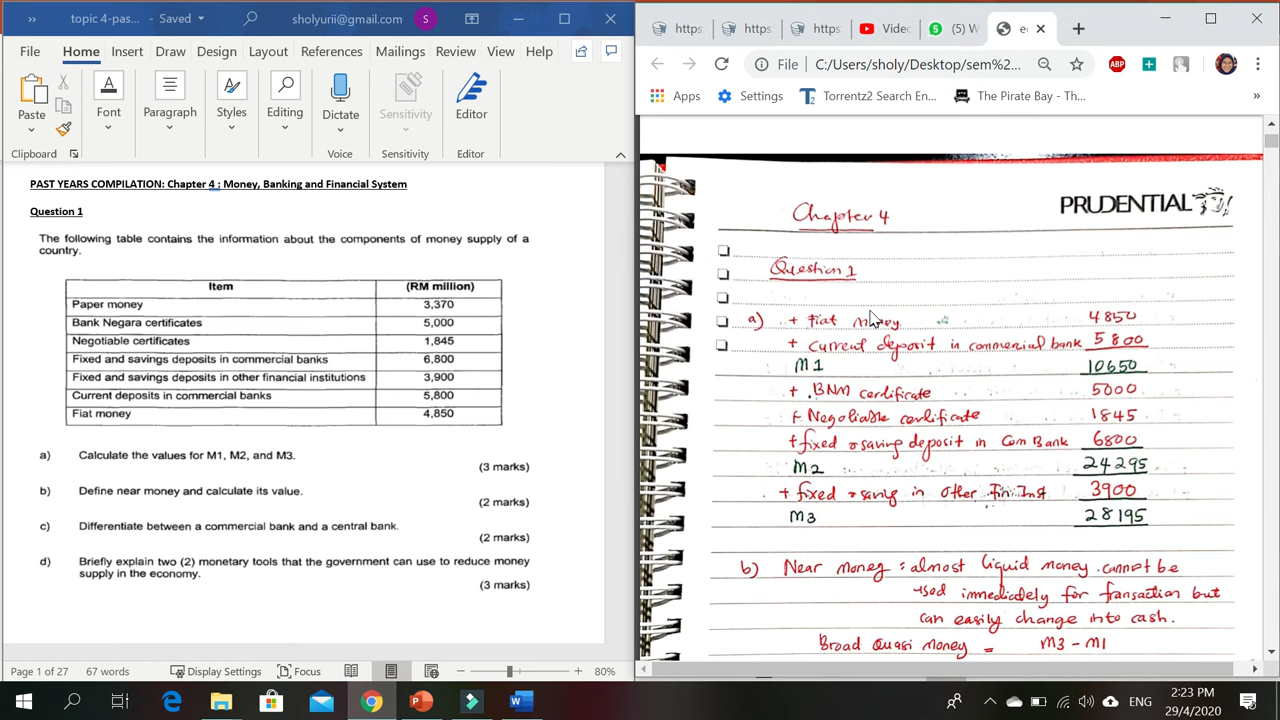 topic 4-pas... - Saved
sholyurii@gmail.com
S
File Home Insert Draw Design Layout References Mailings Review View Help
Paste
Font
Paragraph
Styles
Editing
Dictate
Sensitivity
Editor
Clipboard
Voice
Sensitivity
Editor
PAST YEARS COMPILATION: Chapter 4 : Money, Banking and Financial System
Question 1
The following table contains the information about the components of money supply of a
country.
Item (RM million)
Paper money 3,370
Bank Negara certificates 5,000
Negotiable certificates 1,845
Fixed and savings deposits in commercial banks 6,800
Fixed and savings deposits in other financial institutions 3,900
Current deposits in commercial banks 5,800
Fiat money 4,850
a) Calculate the values for M1, M2, and M3.
(3 marks)
b) Define near money and calculate its value.
(2 marks)
c) Differentiate between a commercial bank and a central bank.
(2 marks)
d) Briefly explain two (2) monetary tools that the government can use to reduce money
supply in the economy.
(3 marks)
Page 1 of 27 67 words Display Settings Focus 80%
https https https Vide (5) W ec
File C:/Users/sholy/Desktop/sem%2...
ABP
Apps Settings Torrentz2 Search En... The Pirate Bay - Th...
PRUDENTIAL
Chapter 4
Question 1
a) + Fiat money 4850
+ Current deposit in commercial bank 5800
M1 10650
+ BNM certificate 5000
+ Negotiable certificate 1845
+ fixed & saving deposit in Com Bank 6800
M2 24295
+ fixed & saving in other Fin. Inst 3900
M3 28195
b) Near money : almost liquid money cannot be
used immediately for transaction but
can easily change into cash.
Broad Quasi money = M3 - M1
ENG
2:23 PM
29/4/2020